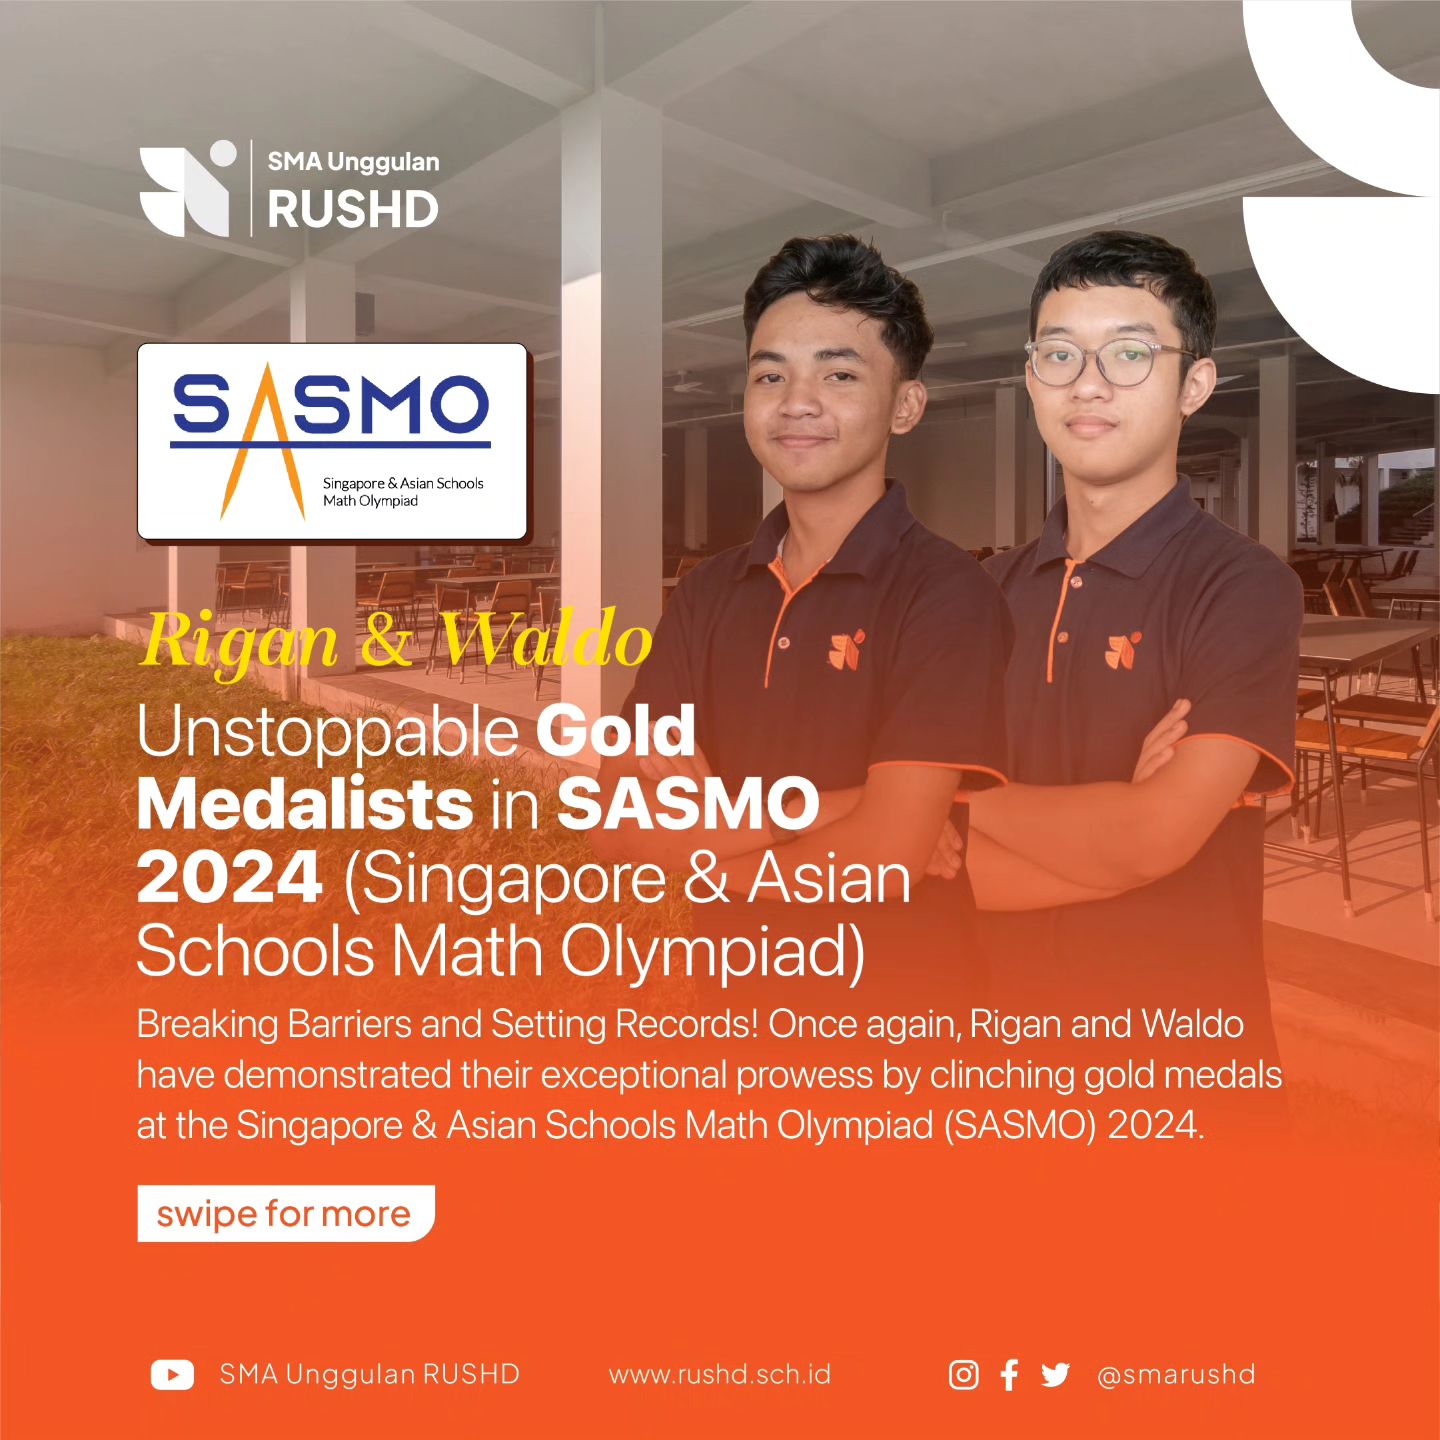 SMA Unggulan
RUSHD
SASMO
Singapore & Asian Schools
Math Olympiad
Rigan & Waldo
Unstoppable Gold
Medalists in SASMO
2024 (Singapore & Asian
Schools Math Olympiad)
Breaking Barriers and Setting Records! Once again, Rigan and Waldo
have demonstrated their exceptional prowess by clinching gold medals
at the Singapore & Asian Schools Math Olympiad (SASMO) 2024.
swipe for more
SMA Unggulan RUSHD www.rushd.sch.id @smarushd